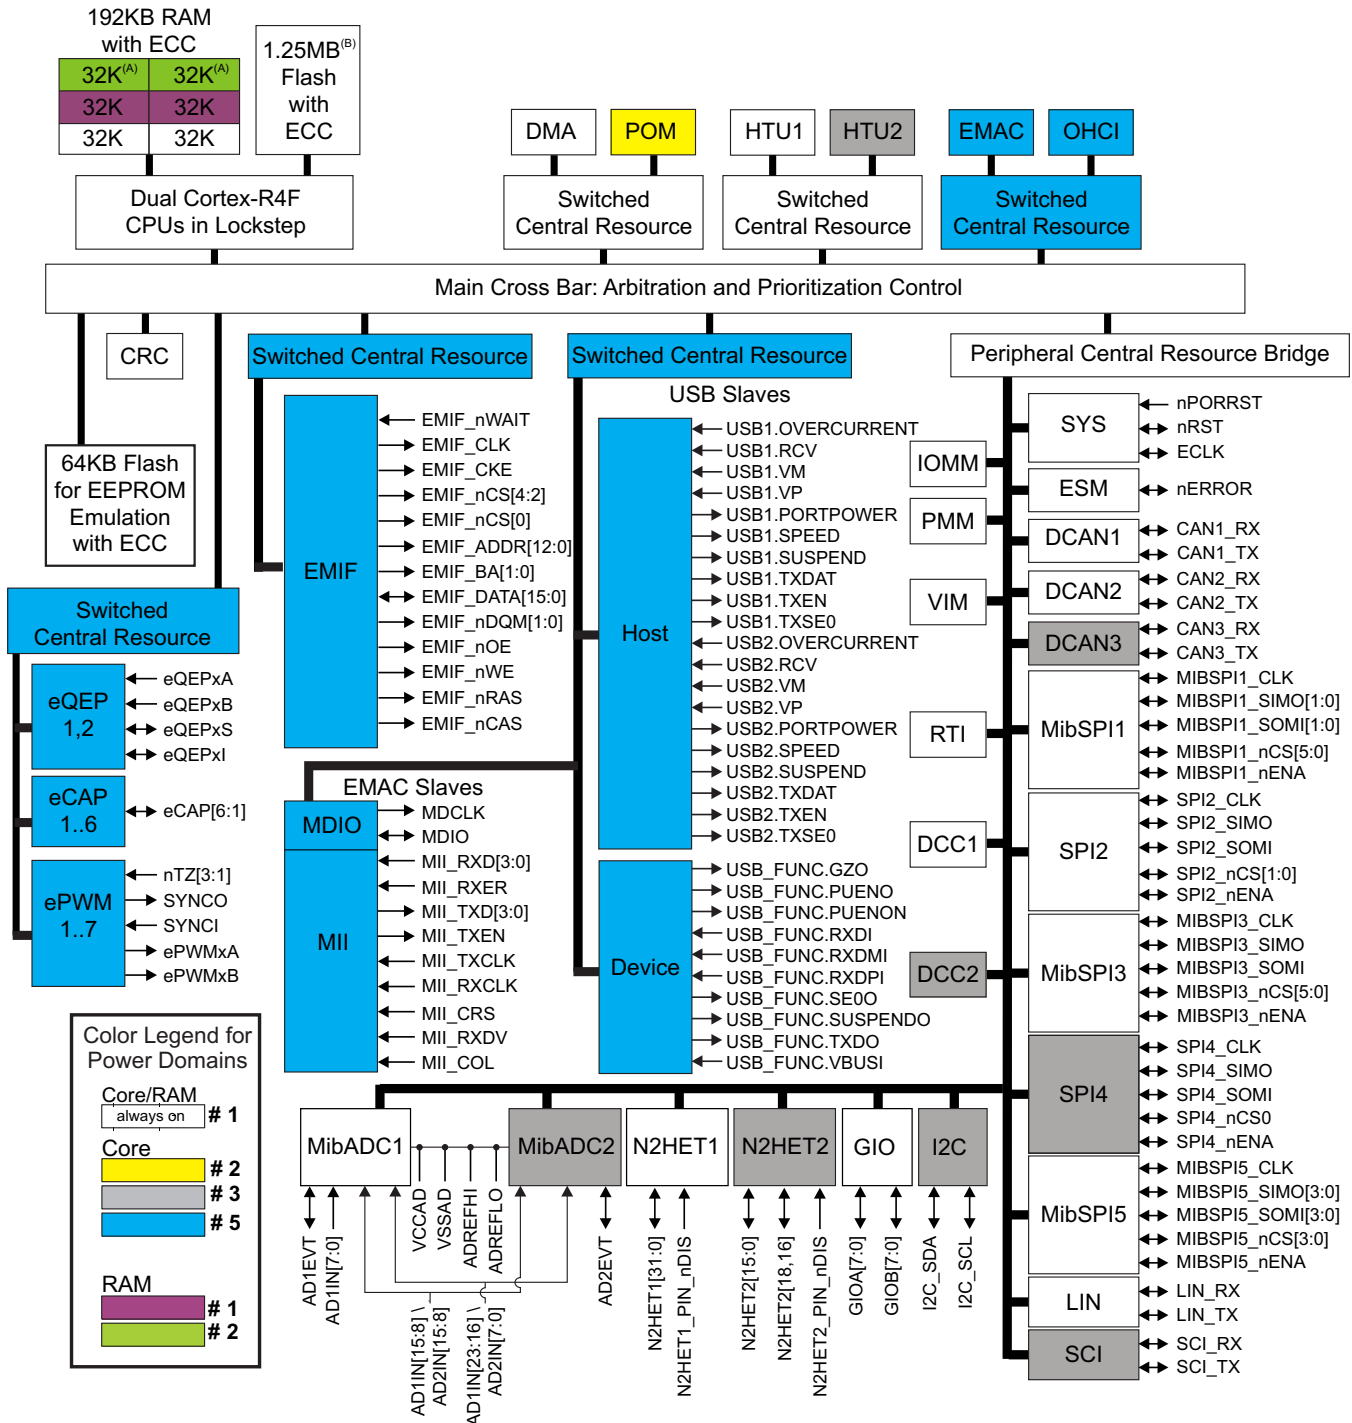 192KB RAM
with ECC
32K(A) 32K(A)
32K 32K
32K 32K
1.25MB(B)
Flash
with
ECC
DMA
POM
HTU1
HTU2
EMAC
OHCI
Dual Cortex-R4F
CPUs in Lockstep
Switched
Central Resource
Switched
Central Resource
Switched
Central Resource
Main Cross Bar: Arbitration and Prioritization Control
CRC
Switched Central Resource
Switched Central Resource
Peripheral Central Resource Bridge
64KB Flash
for EEPROM
Emulation
with ECC
Switched
Central Resource
eQEP
1,2
eQEPxA
eQEPxB
eQEPxS
eQEPxI
eCAP
1..6
eCAP[6:1]
ePWM
1..7
nTZ[3:1]
SYNCO
SYNCI
ePWMxA
ePWMxB
EMIF
EMIF_nWAIT
EMIF_CLK
EMIF_CKE
EMIF_nCS[4:2]
EMIF_nCS[0]
EMIF_ADDR[12:0]
EMIF_BA[1:0]
EMIF_DATA[15:0]
EMIF_nDQM[1:0]
EMIF_nOE
EMIF_nWE
EMIF_nRAS
EMIF_nCAS
EMAC Slaves
MDIO
MDCLK
MDIO
MII
MII_RXD[3:0]
MII_RXER
MII_TXD[3:0]
MII_TXEN
MII_TXCLK
MII_RXCLK
MII_CRS
MII_RXDV
MII_COL
USB Slaves
Host
USB1.OVERCURRENT
USB1.RCV
USB1.VM
USB1.VP
USB1.PORTPOWER
USB1.SPEED
USB1.SUSPEND
USB1.TXDAT
USB1.TXEN
USB1.TXSE0
USB2.OVERCURRENT
USB2.RCV
USB2.VM
USB2.VP
USB2.PORTPOWER
USB2.SPEED
USB2.SUSPEND
USB2.TXDAT
USB2.TXEN
USB2.TXSE0
Device
USB_FUNC.GZO
USB_FUNC.PUENO
USB_FUNC.PUENON
USB_FUNC.RXDI
USB_FUNC.RXDMI
USB_FUNC.RXDPI
USB_FUNC.SE0O
USB_FUNC.SUSPENDO
USB_FUNC.TXDO
USB_FUNC.VBUSI
IOMM
PMM
VIM
RTI
DCC1
DCC2
SYS
nPORRST
nRST
ECLK
ESM
nERROR
DCAN1
CAN1_RX
CAN1_TX
DCAN2
CAN2_RX
CAN2_TX
DCAN3
CAN3_RX
CAN3_TX
MibSPI1
MIBSPI1_CLK
MIBSPI1_SIMO[1:0]
MIBSPI1_SOMI[1:0]
MIBSPI1_nCS[5:0]
MIBSPI1_nENA
SPI2
SPI2_CLK
SPI2_SIMO
SPI2_SOMI
SPI2_nCS[1:0]
SPI2_nENA
MibSPI3
MIBSPI3_CLK
MIBSPI3_SIMO
MIBSPI3_SOMI
MIBSPI3_nCS[5:0]
MIBSPI3_nENA
SPI4
SPI4_CLK
SPI4_SIMO
SPI4_SOMI
SPI4_nCS0
SPI4_nENA
MibSPI5
MIBSPI5_CLK
MIBSPI5_SIMO[3:0]
MIBSPI5_SOMI[3:0]
MIBSPI5_nCS[3:0]
MIBSPI5_nENA
LIN
LIN_RX
LIN_TX
SCI
SCI_RX
SCI_TX
MibADC1
MibADC2
N2HET1
N2HET2
GIO
I2C
AD1EVT
AD1IN[7:0]
AD1IN[15:8] \
AD2IN[15:8]
VCCAD
VSSAD
ADREFHI
ADREFLO
AD1IN[23:16] \
AD2IN[7:0]
AD2EVT
N2HET1[31:0]
N2HET1_PIN_nDIS
N2HET2[15:0]
N2HET2[18,16]
N2HET2_PIN_nDIS
GIOA[7:0]
GIOB[7:0]
I2C_SDA
I2C_SCL
Color Legend for
Power Domains
Core/RAM
always on # 1
Core
# 2
# 3
# 5
RAM
# 1
# 2